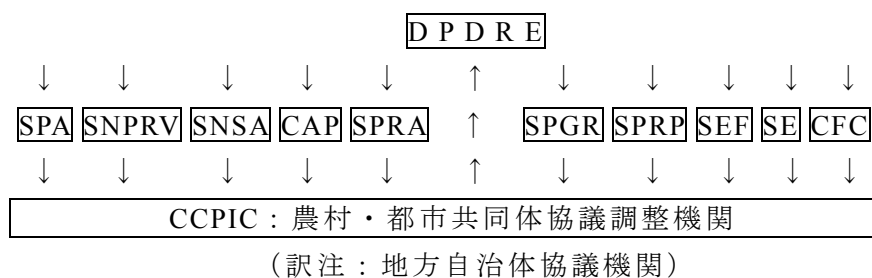 DPDRE
↓ ↓ ↓ ↓ ↓ ↑ ↓ ↓ ↓ ↓ ↓
SPA SNPRV SNSA CAP SPRA ↑ SPGR SPRP SEF SE CFC
↓ ↓ ↓ ↓ ↓ ↑ ↓ ↓ ↓ ↓ ↓
CCPIC：農村・都市共同体協議調整機関
（訳注：地方自治体協議機関）